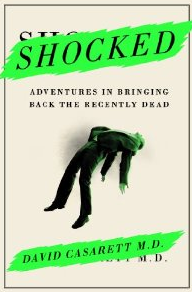 SHOCKED
ADVENTURES IN BRINGING
BACK THE RECENTLY DEAD
DAVID CASARETT M.D.